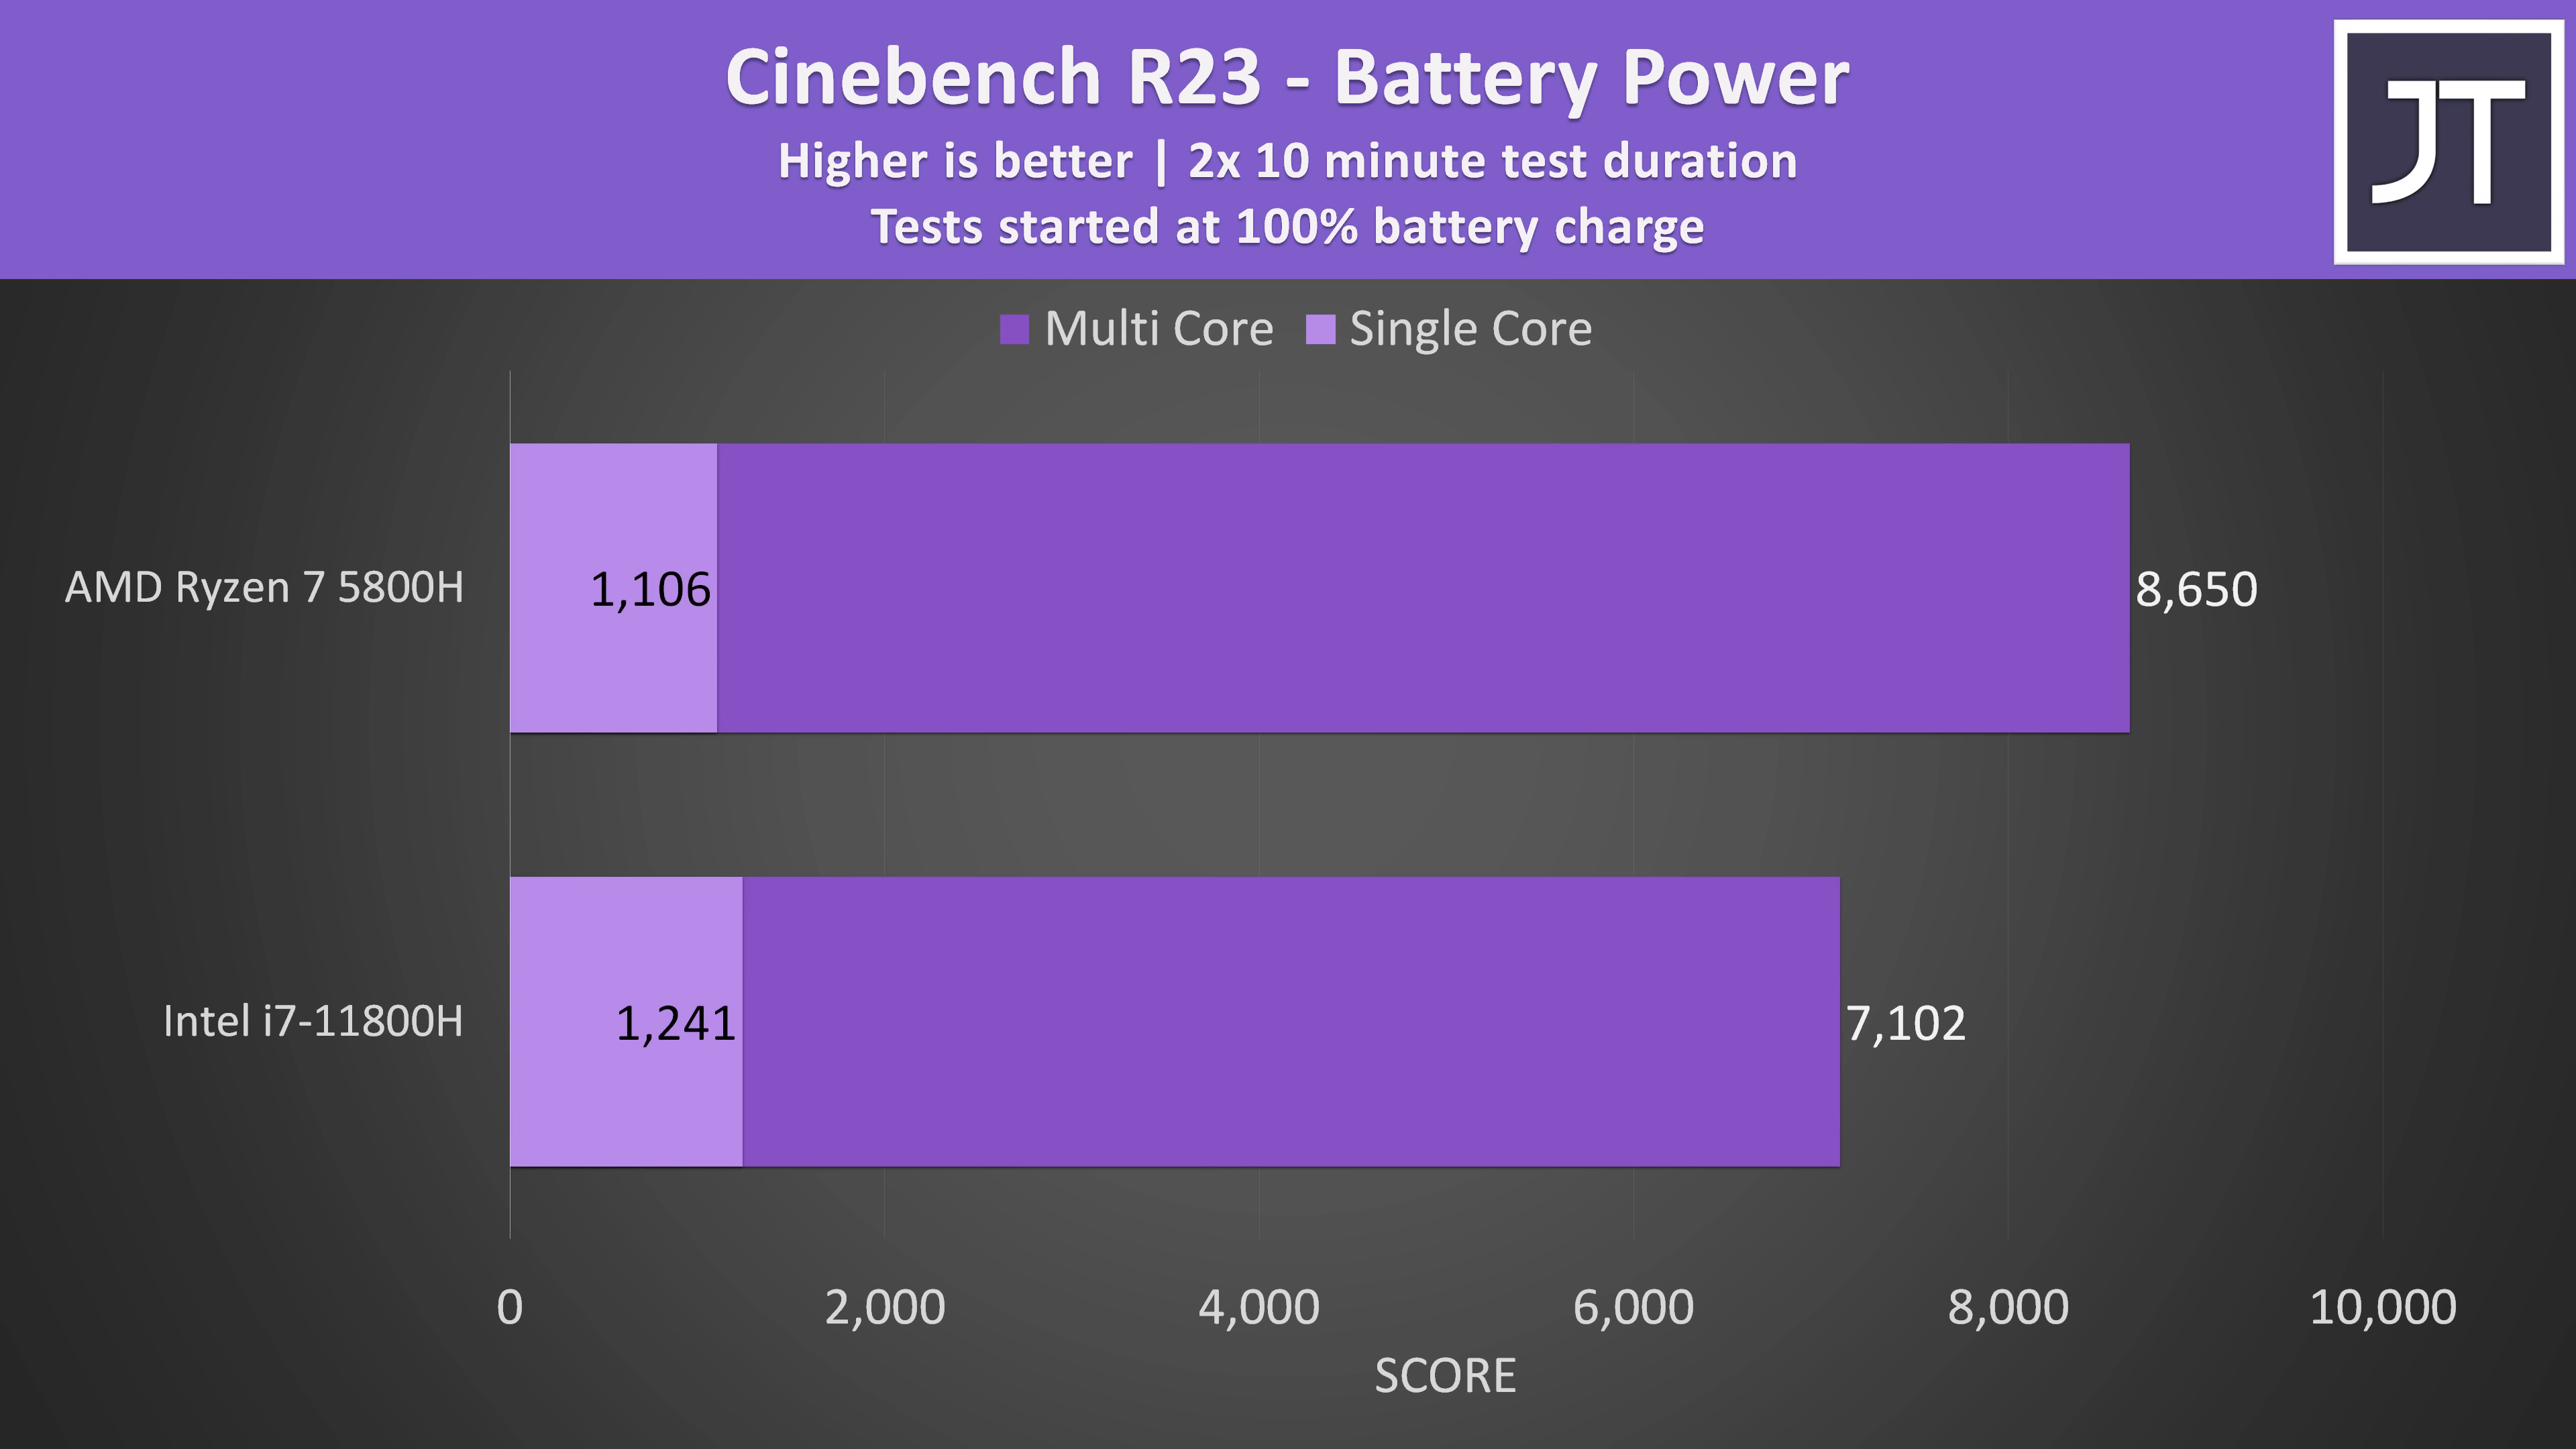 Cinebench R23 - Battery Power
Higher is better | 2x 10 minute test duration
Tests started at 100% battery charge
JT
Multi Core Single Core
AMD Ryzen 7 5800H 1,106 8,650
Intel i7-11800H 1,241 7,102
0 2,000 4,000 6,000 8,000 10,000
SCORE